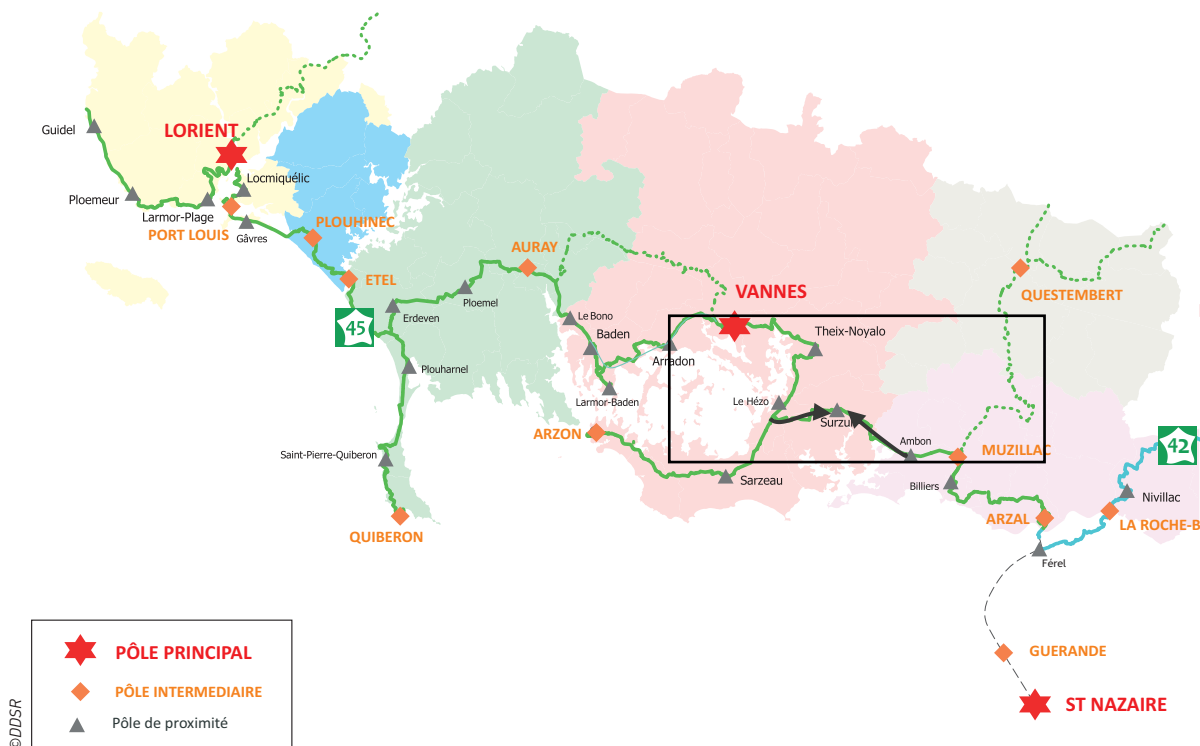 LORIENT
Guidel
Locmiquélic
Ploemeur
Larmor-Plage
PORT LOUIS
Gâvres
PLOUHINEC
AURAY
ETEL
QUESTEMBERT
VANNES
Ploemel
Erdeven
45
Le Bono
Baden
Theix-Noyalo
Arradon
Plouharnel
Larmor-Baden
Le Hézo
ARZON
Surzur
Ambon
MUZILLAC
42
Saint-Pierre-Quiberon
Sarzeau
Billiers
Nivillac
ARZAL
LA ROCHE-B
QUIBERON
Férel
GUERANDE
ST NAZAIRE
PÔLE PRINCIPAL
PÔLE INTERMEDIAIRE
Pôle de proximité
©DDSR